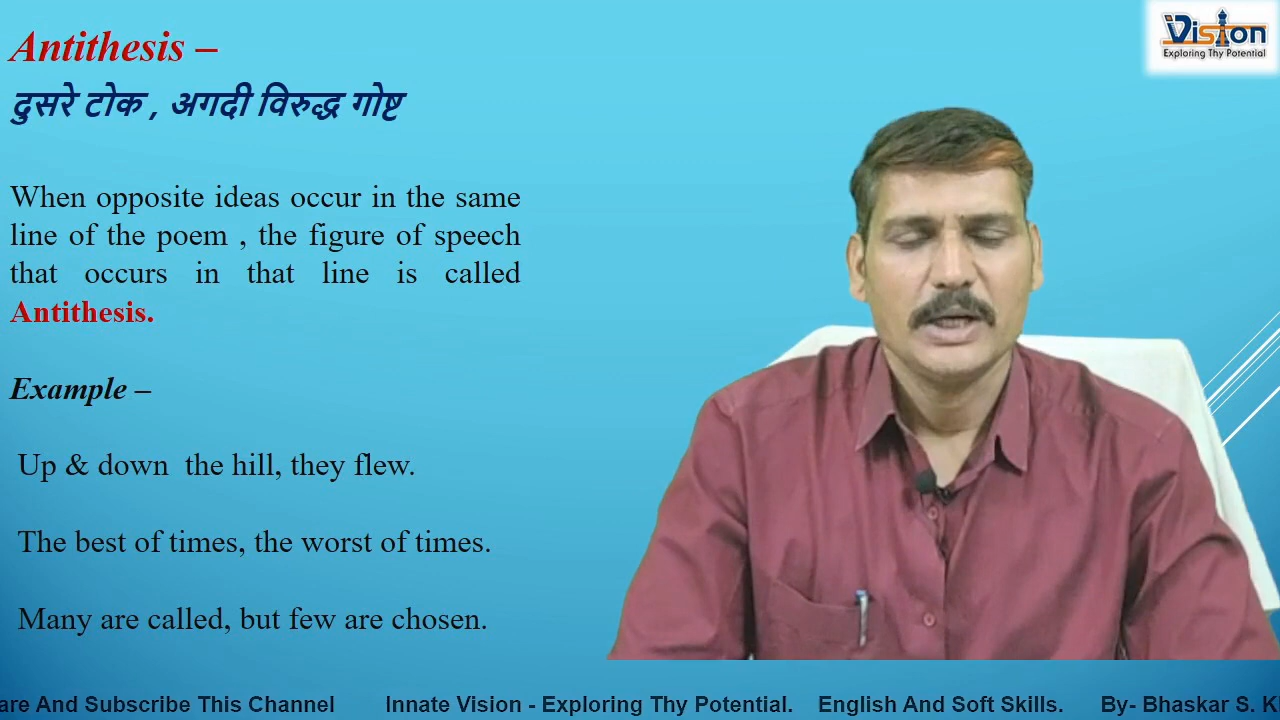 Antithesis –
दुसरे टोक , अगदी विरुद्ध गोष्ट
When opposite ideas occur in the same
line of the poem , the figure of speech
that occurs in that line is called
Antithesis.
Example –
Up & down the hill, they flew.
The best of times, the worst of times.
Many are called, but few are chosen.
Vision
Exploring Thy Potential
are And Subscribe This Channel Innate Vision - Exploring Thy Potential. English And Soft Skills. By- Bhaskar S. K